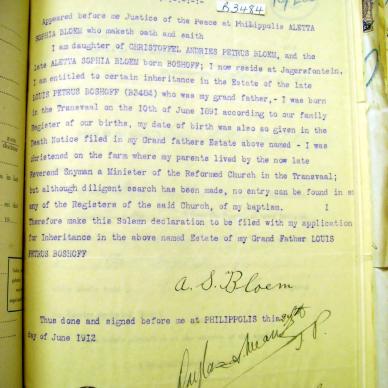 B3484
Appeared before me Justice of the Peace at Philippolis ALETTA
SOPHIA BLOEM who maketh oath and saith
I am daughter of CHRISTOFFEL ANDRIES PETRUS BLOEM, and the
late ALETTA SOPHIA BLOEM born BOSHOFF; I now reside at Jagersfontein.
I am entitled to certain inheritance in the Estate of the late
LOUIS PETRUS BOSHOFF (B3484) who was my grand father,- I was born
in the Transvaal on the 10th of June 1891 according to our family
Register of our births, my date of birth was also so given in the
Death Notice filed in my Grand fathers Estate above named - I was
christened on the farm where my parents lived by the now late
Reverend Snyman a Minister of the Reformed Church in the Transvaal;
but although diligent search has been made, no entry can be found in
any of the Registers of the said Church, of my baptism. I
Therefore make this Solemn declaration to be filed with my application
for Inheritance in the above named Estate of my Grand Father LOUIS
PETRUS BOSHOFF
A. S. Bloem
Thus done and signed before me at PHILIPPOLIS this
day of June 1912
J.P.